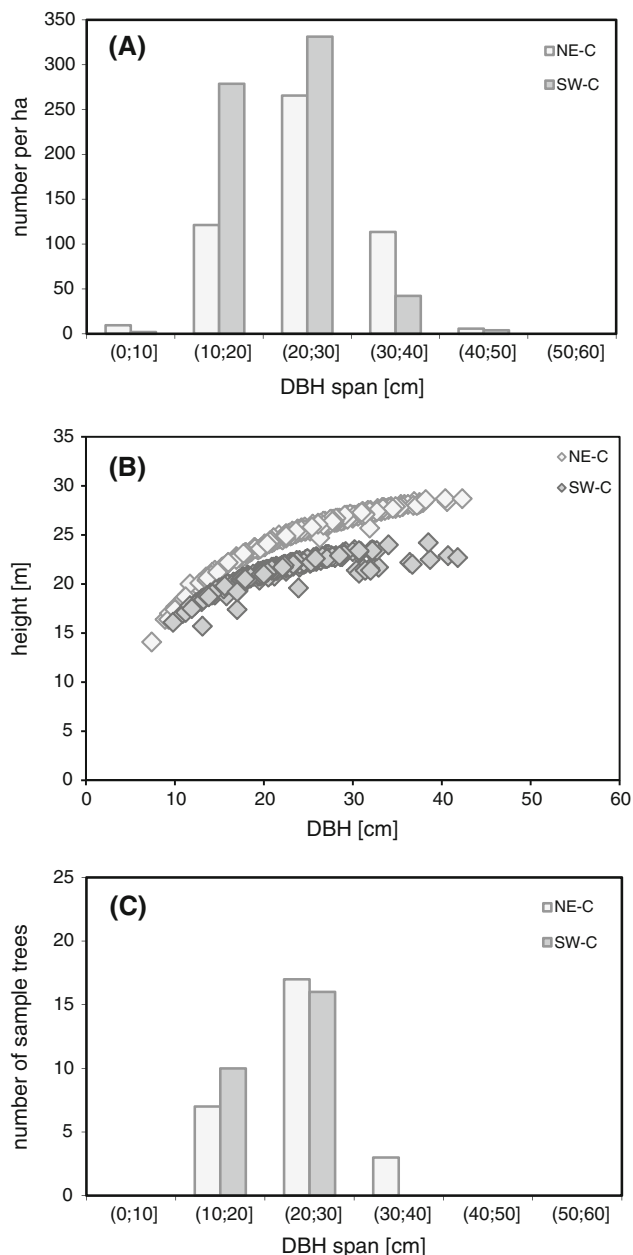 (A)
NE-C
SW-C
350
300
250
200
150
100
50
0
number per ha
(0;10] (10;20] (20;30] (30;40] (40;50] (50;60]
DBH span [cm]
(B)
NE-C
SW-C
35
30
25
20
15
10
5
0
height [m]
0 10 20 30 40 50 60
DBH [cm]
(C)
NE-C
SW-C
25
20
15
10
5
0
number of sample trees
(0;10] (10;20] (20;30] (30;40] (40;50] (50;60]
DBH span [cm]